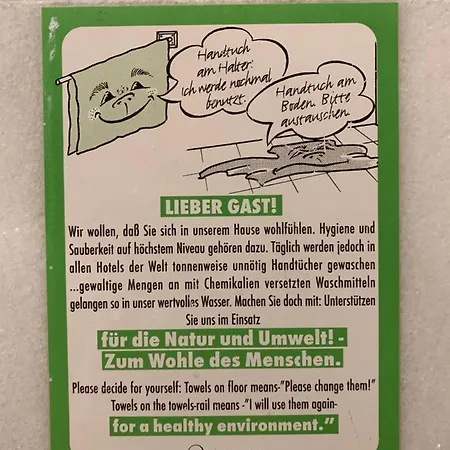 Handtuch
am Halter:
ich werde nochmal
benutzt.
Handtuch am
Boden. Bitte
austauschen.
LIEBER GAST!
Wir wollen, daß Sie sich in unserem Hause wohlfühlen. Hygiene und
Sauberkeit auf höchstem Niveau gehören dazu. Täglich werden jedoch in
allen Hotels der Welt tonnenweise unnötig Handtücher gewaschen
...gewaltige Mengen an mit Chemikalien versetzten Waschmitteln
gelangen so in unser wertvolles Wasser. Machen Sie doch mit: Unterstützen
Sie uns im Einsatz
für die Natur und Umwelt! -
Zum Wohle des Menschen.
Please decide for yourself: Towels on floor means-"Please change them!"
Towels on the towels-rail means -"I will use them again-
for a healthy environment."